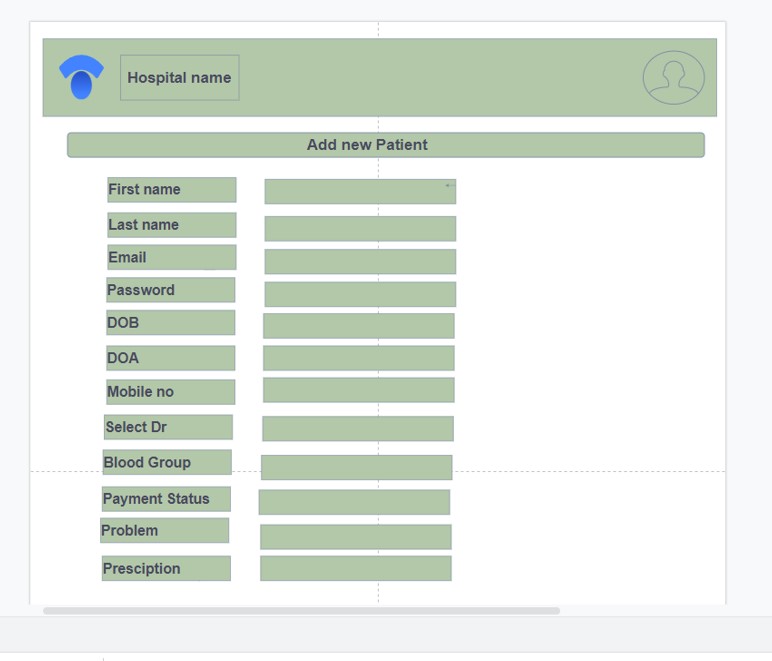 Hospital name
Add new Patient
First name
Last name
Email
Password
DOB
DOA
Mobile no
Select Dr
Blood Group
Payment Status
Problem
Presciption